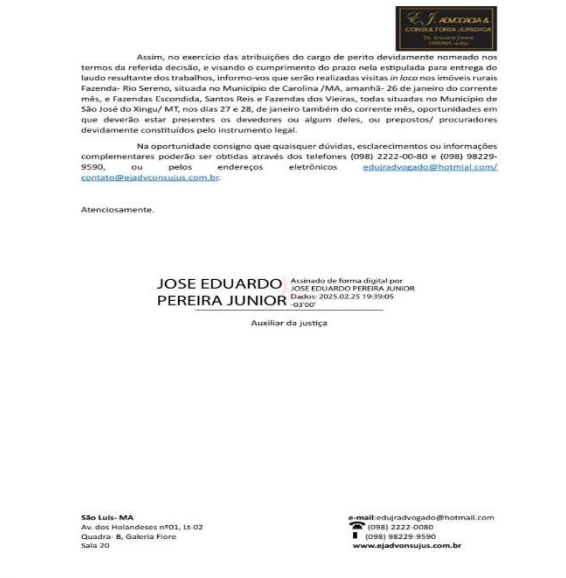 E. J. ADVOCACIA &
CONSULTORIA JURIDICA
Dr. Eduardo Júnior
Assim, no exercício das atribuições do cargo de perito devidamente nomeado nos
termos da referida decisão, e visando o cumprimento do prazo nela estipulada para entrega do
laudo resultante dos trabalhos, informo-vos que serão realizadas visitas in loco nos imóveis rurais
Fazenda- Rio Sereno, situada no Município de Carolina /MA, amanhã- 26 de janeiro do corrente
mês, e Fazendas Escondida, Santos Reis e Fazendas dos Vieiras, todas situadas no Município de
São José do Xingu/ MT, nos dias 27 e 28, de janeiro também do corrente mês, oportunidades em
que deverão estar presentes os devedores ou algum deles, ou prepostos/ procuradores
devidamente constituídos pelo instrumento legal.
Na oportunidade consigno que quaisquer dúvidas, esclarecimentos ou informações
complementares poderão ser obtidas através dos telefones (098) 2222-00-80 e (098) 98229-
9590, ou pelos endereços eletrônicos edujradvogado@hotmial.com/
contato@ejadvconsujus.com.br.
Atenciosamente.
JOSE EDUARDO
PEREIRA JUNIOR
Assinado de forma digital por
JOSE EDUARDO PEREIRA JUNIOR
Dados: 2025.02.25 19:39:05
-03'00'
Auxiliar da justiça
São Luís- MA
Av. dos Holandeses nº01, Lt-02
Quadra- B, Galeria Fiore
Sala 20
e-mail:edujradvogado@hotmail.com
(098) 2222-0080
(098) 98229-9590
www.ejadvonsujus.com.br